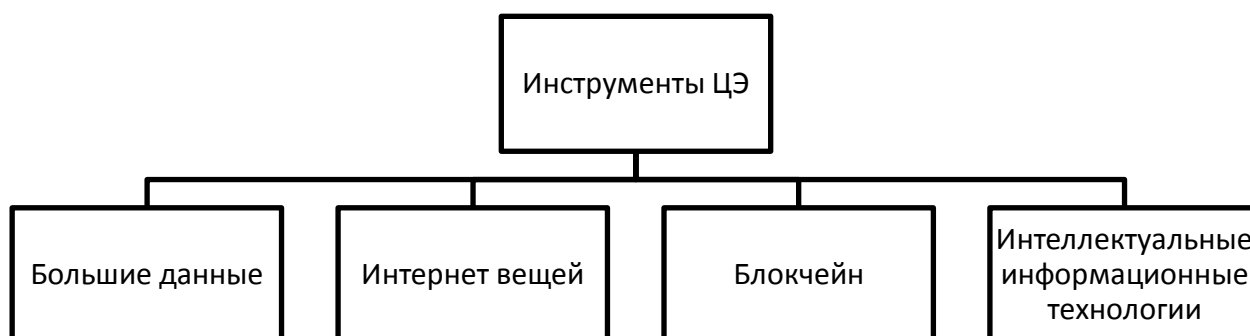 Инструменты ЦЭ
Большие данные
Интернет вещей
Блокчейн
Интеллектуальные
информационные
технологии